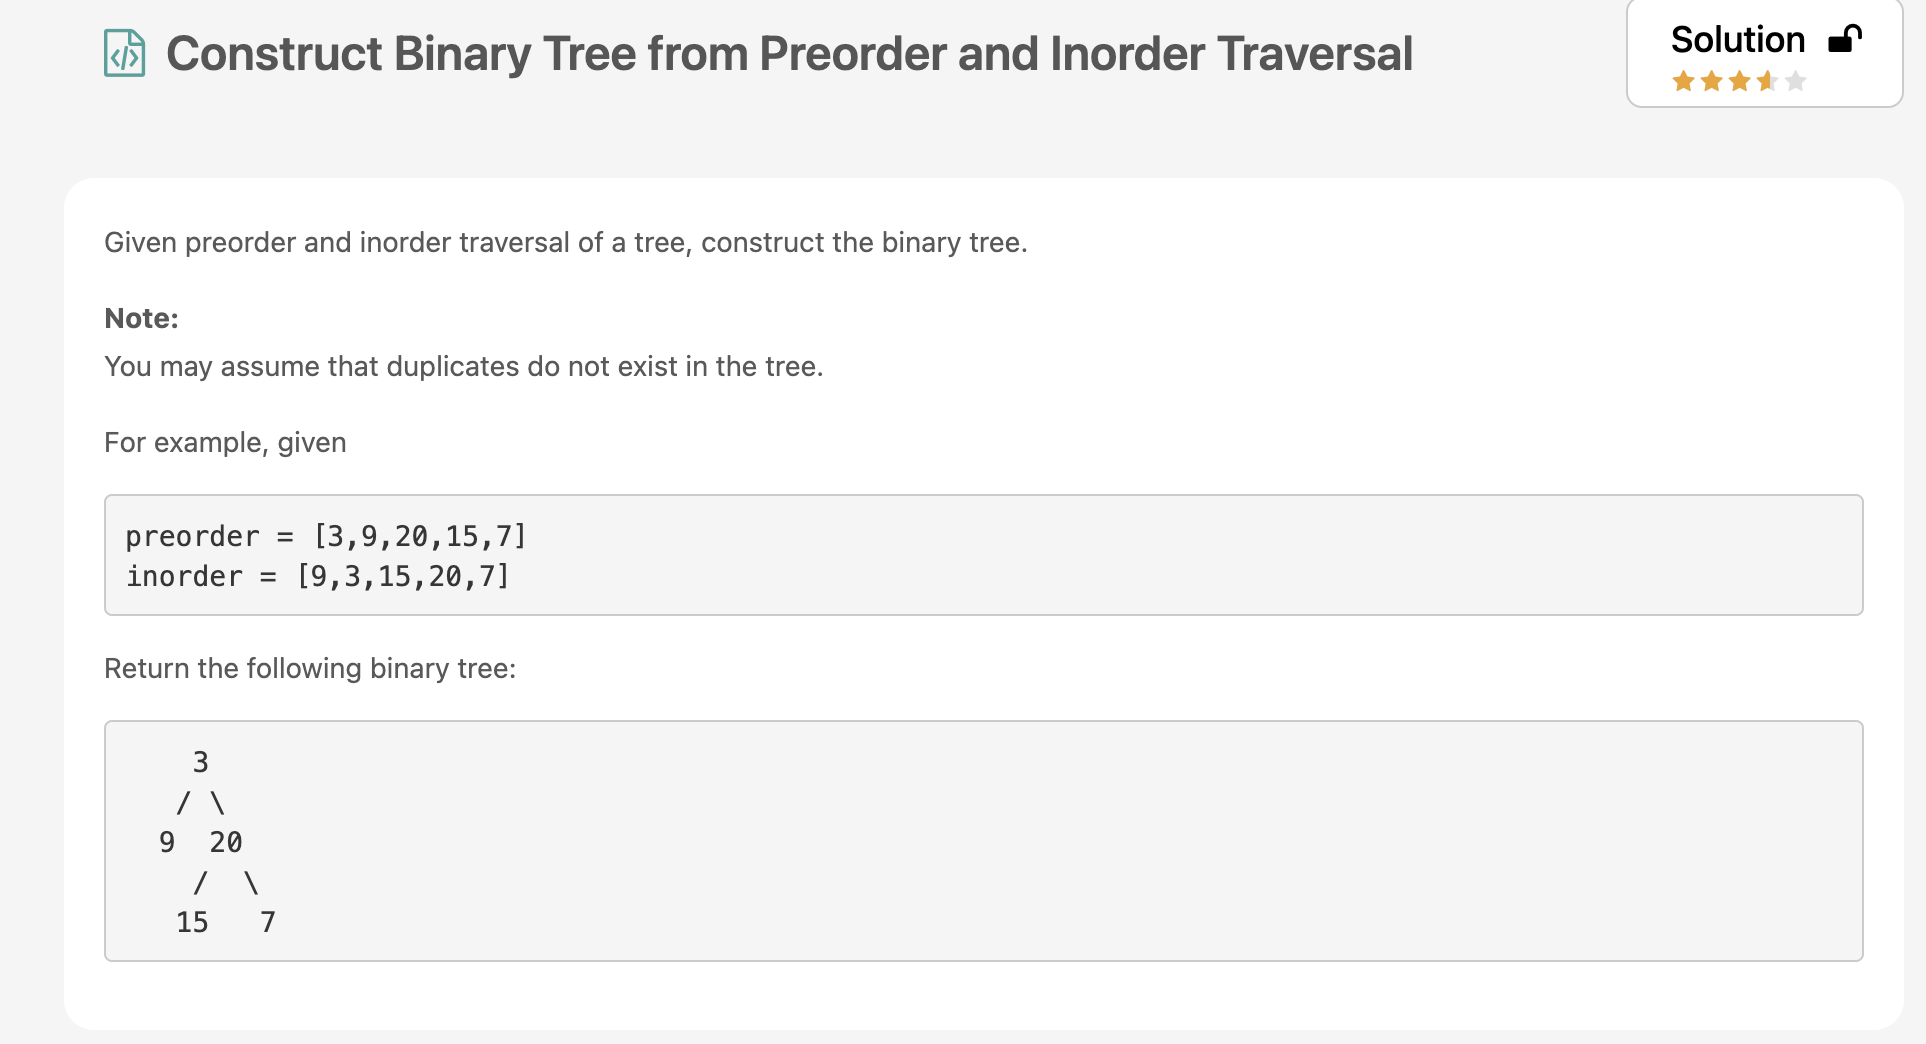 Construct Binary Tree from Preorder and Inorder Traversal
Solution
Given preorder and inorder traversal of a tree, construct the binary tree.
Note:
You may assume that duplicates do not exist in the tree.
For example, given
preorder = [3,9,20,15,7]
inorder = [9,3,15,20,7]
Return the following binary tree:
    3
   / \
  9  20
    /  \
   15   7